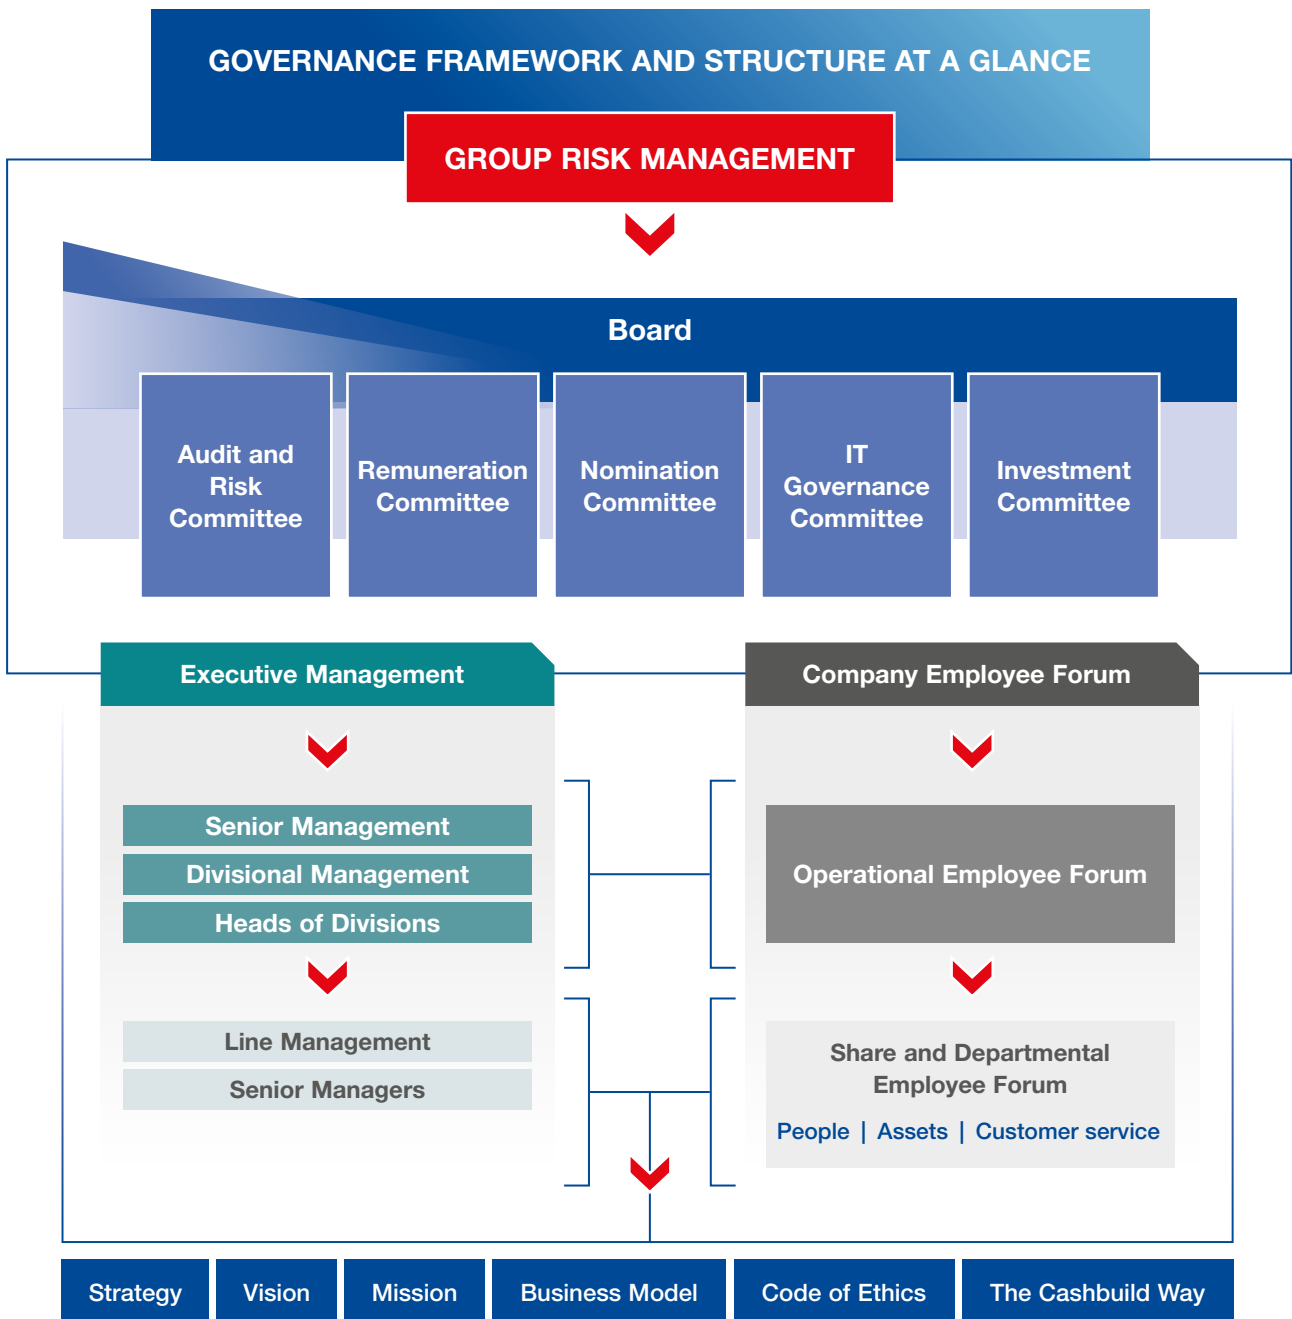 GOVERNANCE FRAMEWORK AND STRUCTURE AT A GLANCE
GROUP RISK MANAGEMENT
Board
Audit and
Risk
Committee
Remuneration
Committee
Nomination
Committee
IT
Governance
Committee
Investment
Committee
Executive Management
Senior Management
Divisional Management
Heads of Divisions
Line Management
Senior Managers
Company Employee Forum
Operational Employee Forum
Share and Departmental
Employee Forum
People | Assets | Customer service
Strategy
Vision
Mission
Business Model
Code of Ethics
The Cashbuild Way